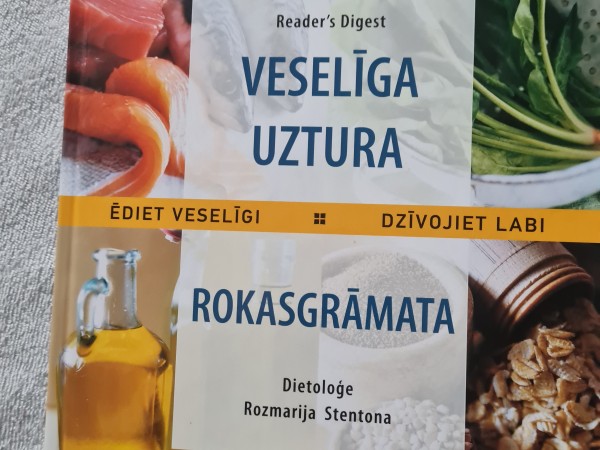 Reader's Digest
VESELĪGA
UZTURA
ĒDIET VESELĪGI DZĪVOJIET LABI
ROKASGRĀMATA
Dietoloģe
Rozmarija Stentona